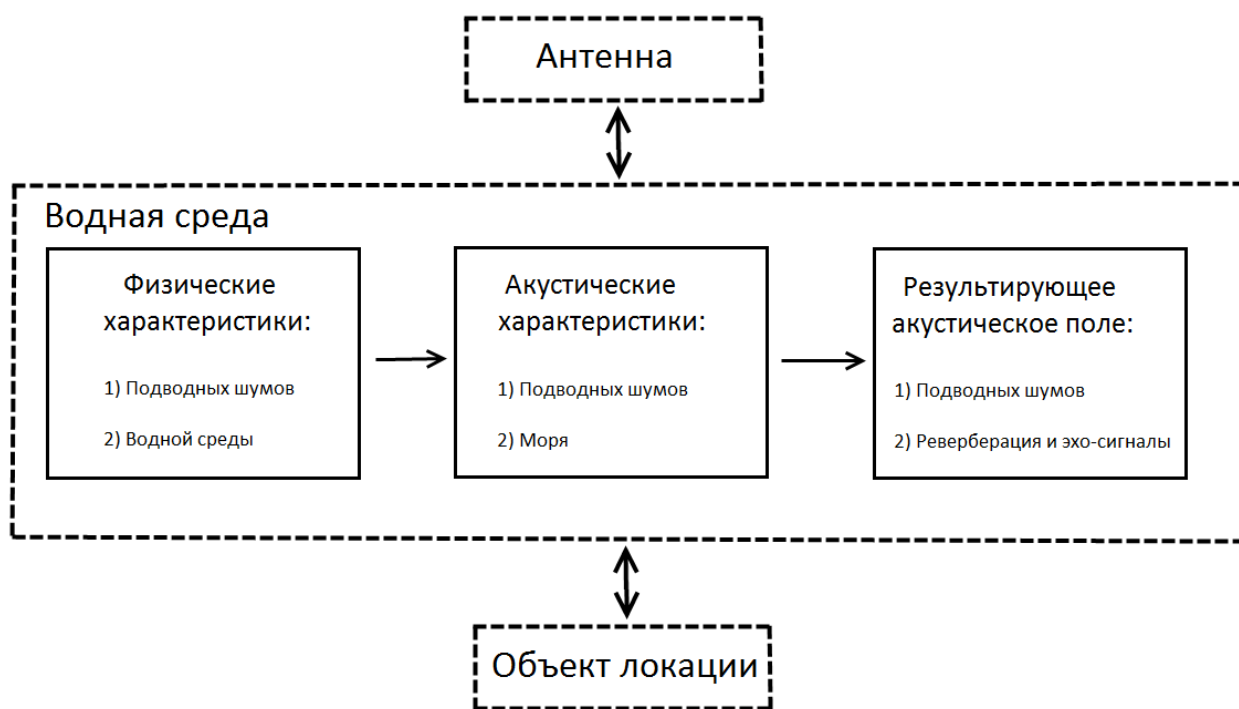 Антенна
Водная среда
Физические
характеристики:
1) Подводных шумов
2) Водной среды
Акустические
характеристики:
1) Подводных шумов
2) Моря
Результирующее
акустическое поле:
1) Подводных шумов
2) Реверберация и эхо-сигналы
Объект локации